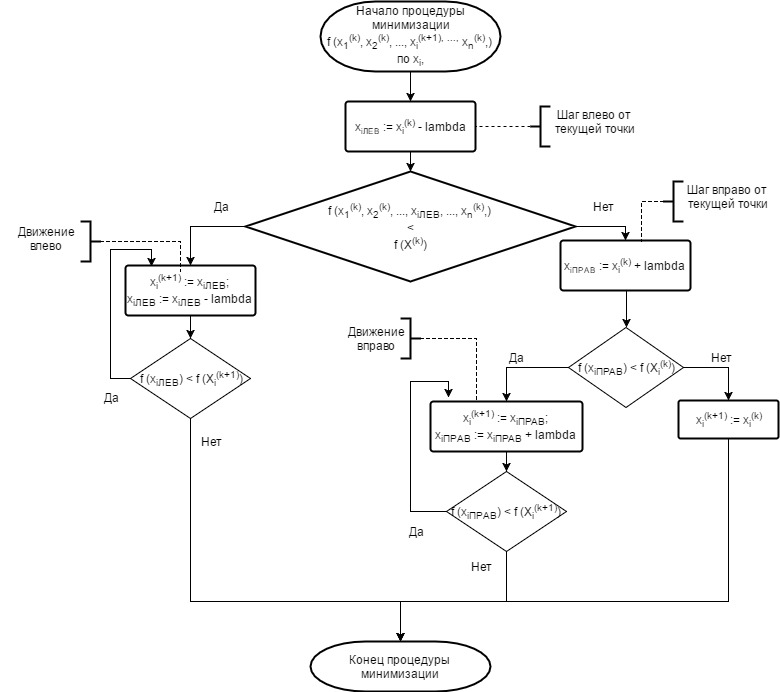 Начало процедуры
минимизации
f (x₁⁽ᵏ⁾, x₂⁽ᵏ⁾, ..., xᵢ⁽ᵏ⁺¹⁾, ..., xₙ⁽ᵏ⁾,)
по xᵢ,
xᵢЛЕВ := xᵢ⁽ᵏ⁾ - lambda
Шаг влево от
текущей точки
Да
f (x₁⁽ᵏ⁾, x₂⁽ᵏ⁾, ..., xᵢЛЕВ, ..., xₙ⁽ᵏ⁾,)
<
f (X⁽ᵏ⁾)
Нет
Шаг вправо от
текущей точки
Движение
влево
xᵢПРАВ := xᵢ⁽ᵏ⁾ + lambda
xᵢ⁽ᵏ⁺¹⁾ := xᵢЛЕВ;
xᵢЛЕВ := xᵢЛЕВ - lambda
Движение
вправо
f (xᵢЛЕВ) < f (Xᵢ⁽ᵏ⁺¹⁾)
Да
Нет
Да
f (xᵢПРАВ) < f (Xᵢ⁽ᵏ⁾)
Нет
xᵢ⁽ᵏ⁺¹⁾ := xᵢПРАВ;
xᵢПРАВ := xᵢПРАВ + lambda
xᵢ⁽ᵏ⁺¹⁾ := xᵢ⁽ᵏ⁾
f (xᵢПРАВ) < f (Xᵢ⁽ᵏ⁺¹⁾)
Да
Нет
Конец процедуры
минимизации